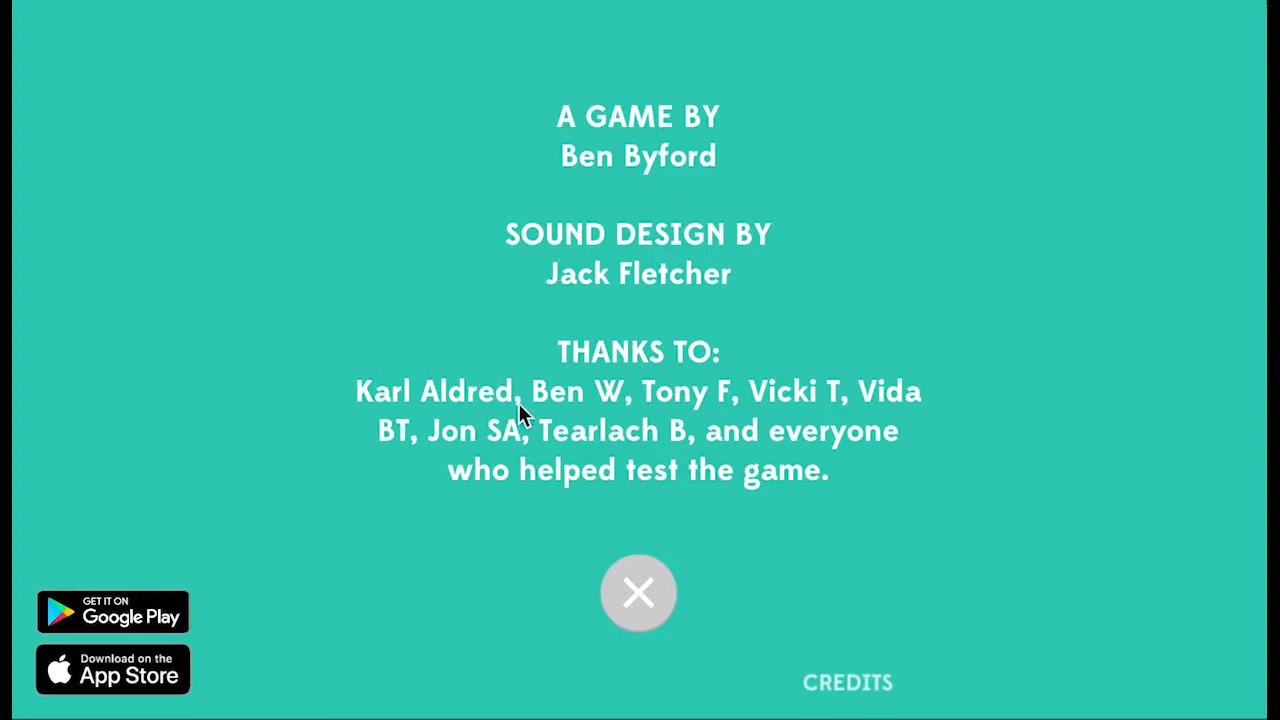 A GAME BY
Ben Byford
SOUND DESIGN BY
Jack Fletcher
THANKS TO:
Karl Aldred, Ben W, Tony F, Vicki T, Vida
BT, Jon SA, Tearlach B, and everyone
who helped test the game.
GET IT ON
Google Play
Download on the
App Store
CREDITS